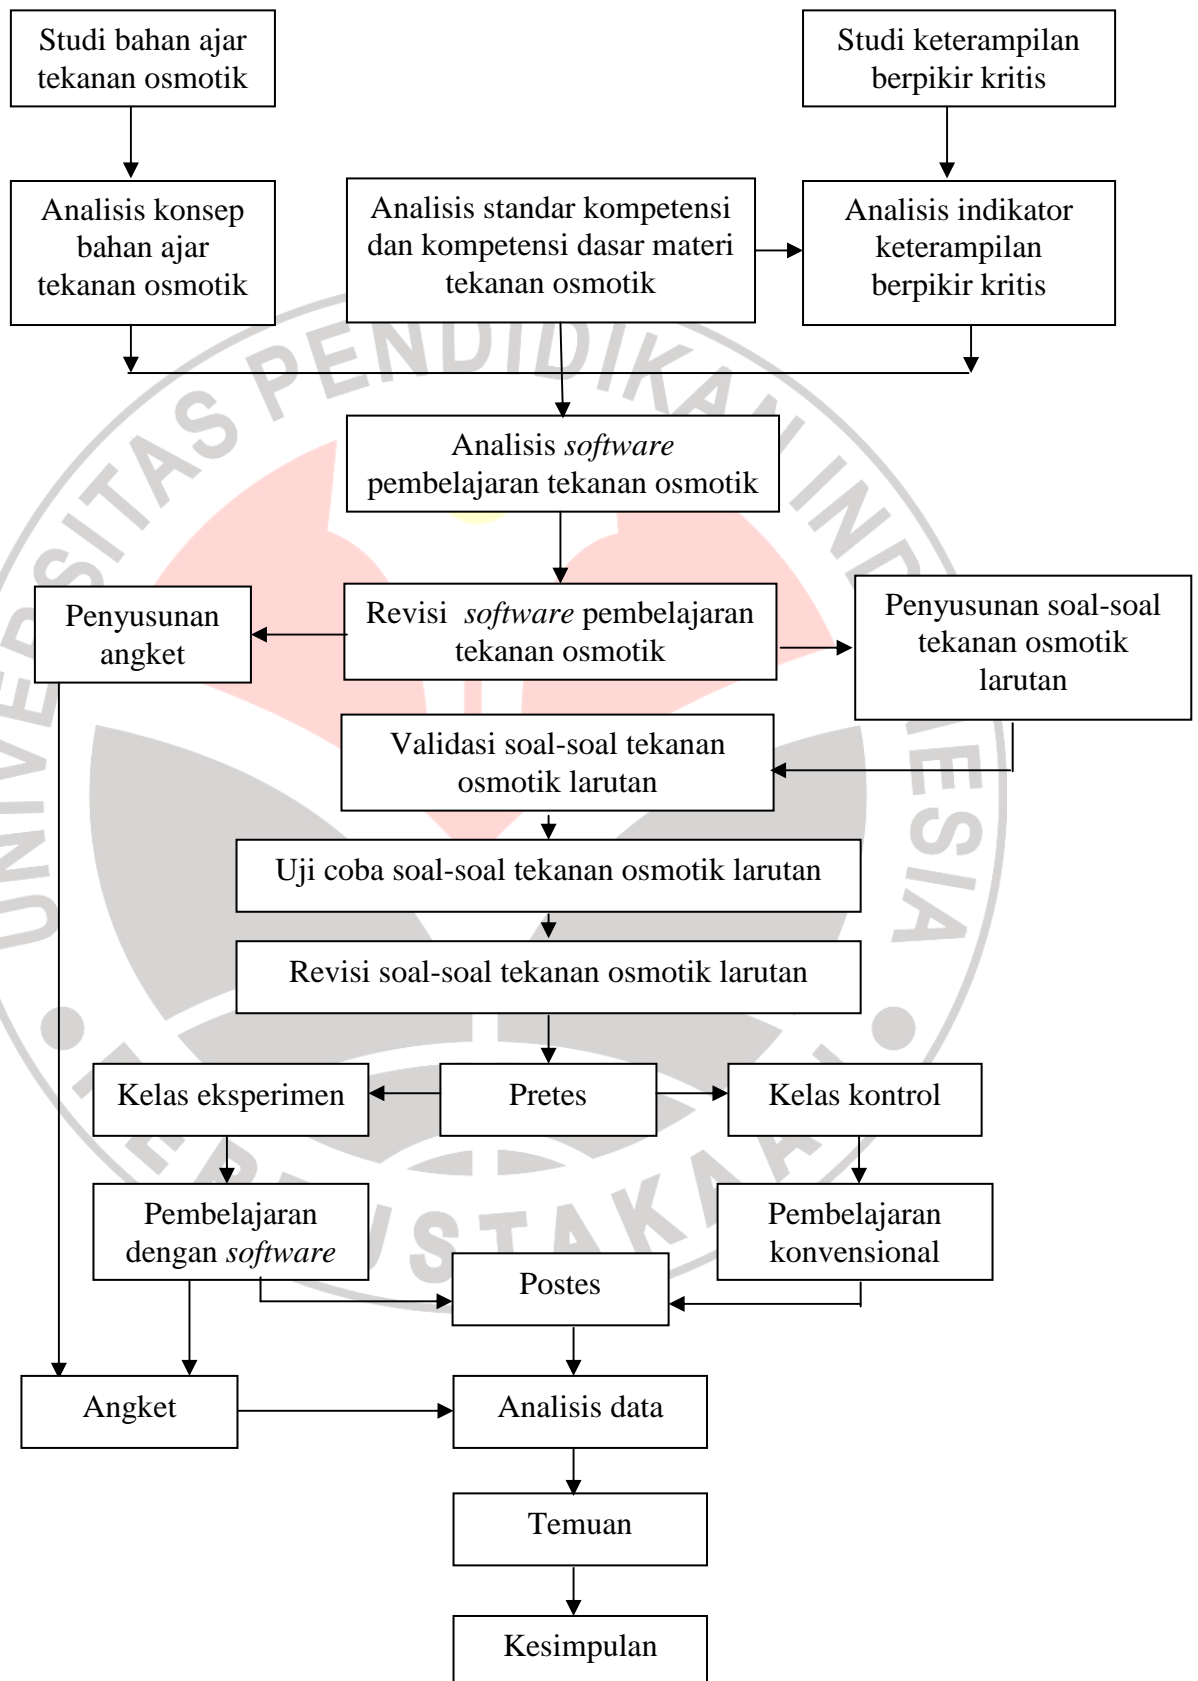 Studi bahan ajar
tekanan osmotik
Studi keterampilan
berpikir kritis
Analisis konsep
bahan ajar
tekanan osmotik
Analisis standar kompetensi
dan kompetensi dasar materi
tekanan osmotik
Analisis indikator
keterampilan
berpikir kritis
Analisis software
pembelajaran tekanan osmotik
Penyusunan
angket
Revisi software pembelajaran
tekanan osmotik
Penyusunan soal-soal
tekanan osmotik
larutan
Validasi soal-soal tekanan
osmotik larutan
Uji coba soal-soal tekanan osmotik larutan
Revisi soal-soal tekanan osmotik larutan
Kelas eksperimen
Pretes
Kelas kontrol
Pembelajaran
dengan software
Pembelajaran
konvensional
Postes
Angket
Analisis data
Temuan
Kesimpulan
UNIVERSITAS PENDIDIKAN INDONESIA
PERPUSTAKAAN